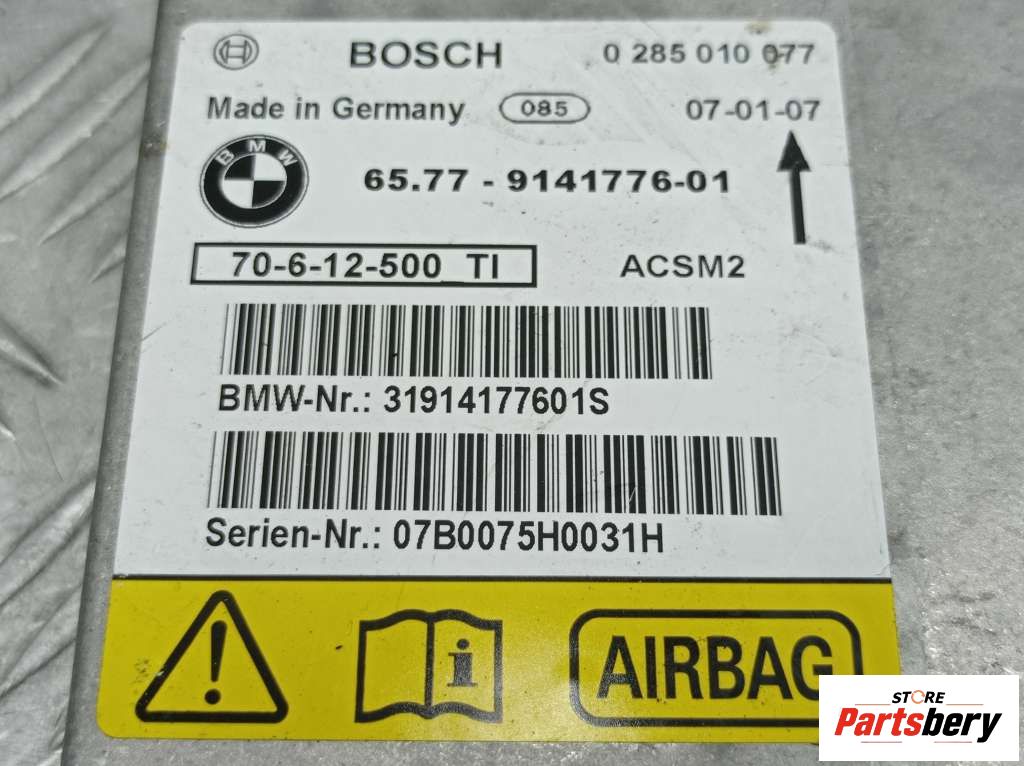 BOSCH 0 285 010 077
Made in Germany 085 07-01-07
BMW 65.77 - 9141776-01
70-6-12-500 TI ACSM2
BMW-Nr.: 31914177601S
Serien-Nr.: 07B0075H0031H
! i AIRBAG
STORE
Partsbery